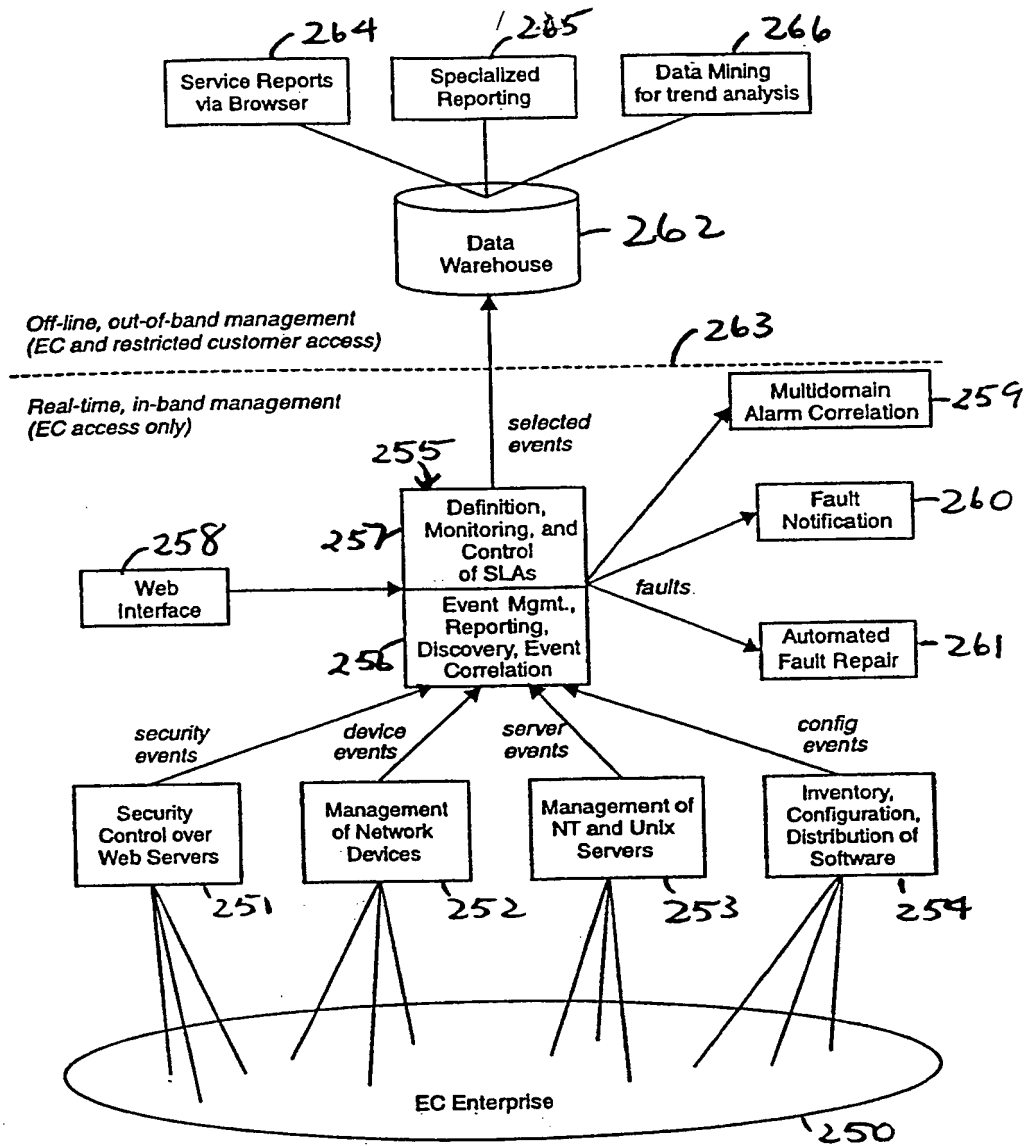 264
265
266
Service Reports
via Browser
Specialized
Reporting
Data Mining
for trend analysis
Data
Warehouse
262
Off-line, out-of-band management
(EC and restricted customer access)
263
Real-time, in-band management
(EC access only)
selected
events
Multidomain
Alarm Correlation
259
255
257
Definition,
Monitoring, and
Control
of SLAs
Fault
Notification
260
258
Web
Interface
faults.
256
Event Mgmt.,
Reporting,
Discovery, Event
Correlation
Automated
Fault Repair
261
security
events
device
events
server
events
config
events
Security
Control over
Web Servers
Management
of Network
Devices
Management of
NT and Unix
Servers
Inventory,
Configuration,
Distribution of
Software
251
252
253
254
EC Enterprise
250